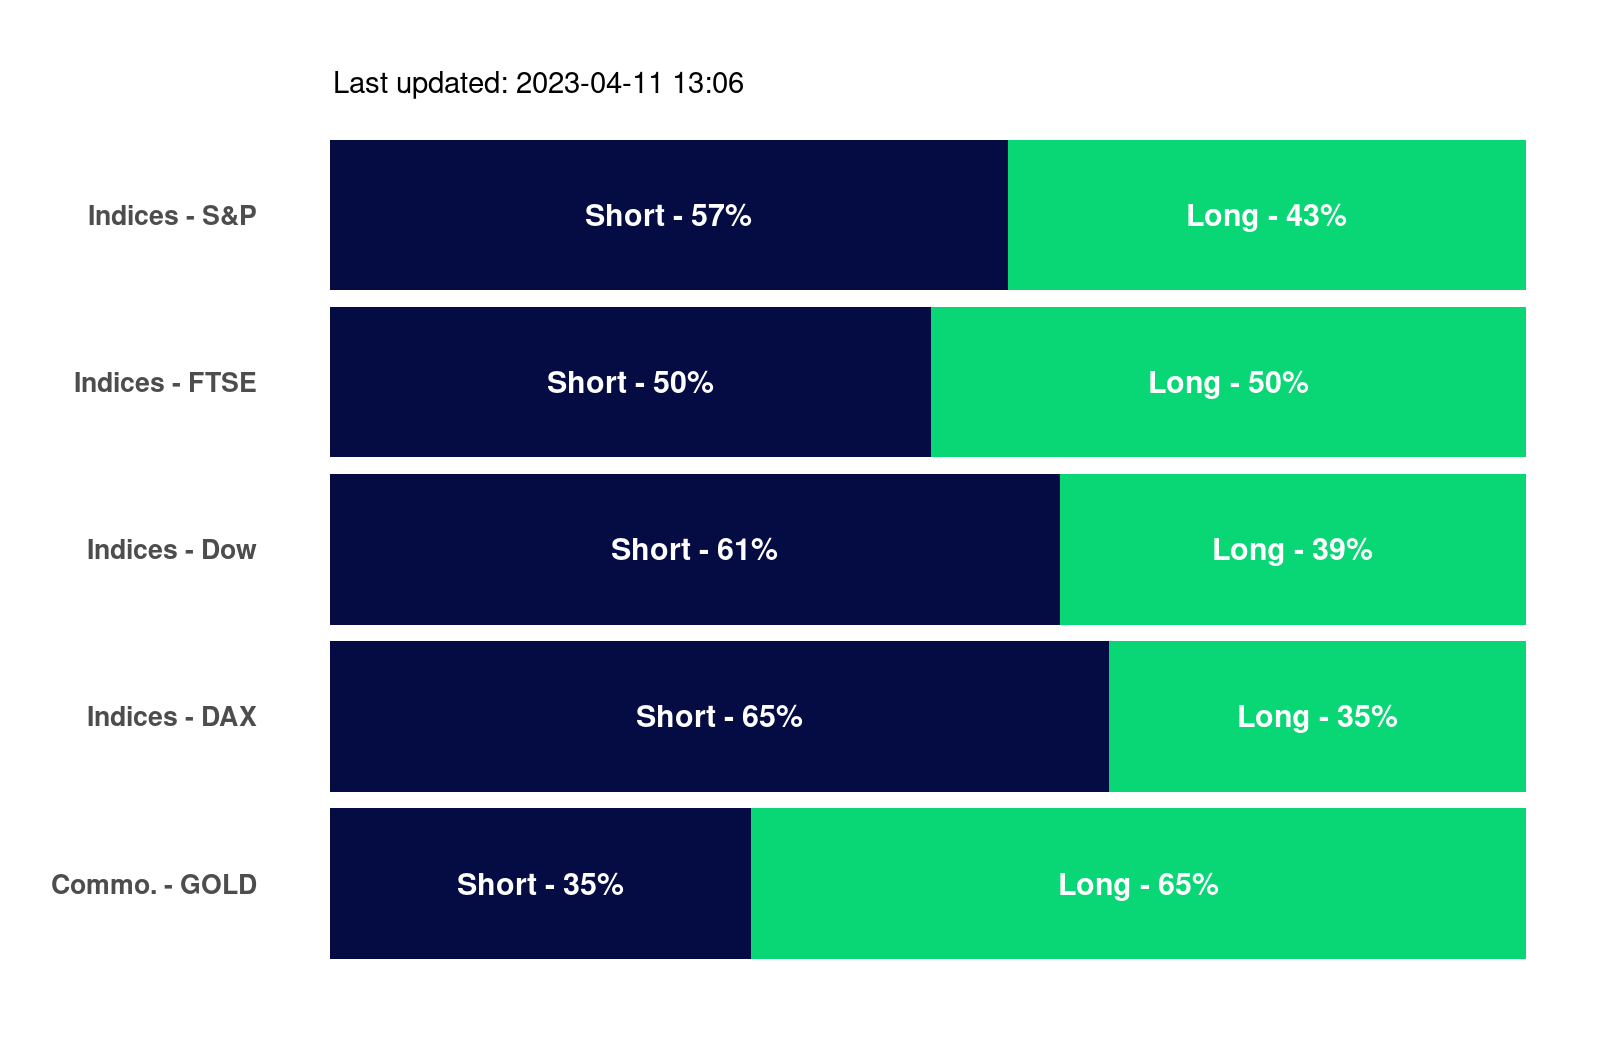 Last updated: 2023-04-11 13:06
Indices - S&P Short - 57% Long - 43%
Indices - FTSE Short - 50% Long - 50%
Indices - Dow Short - 61% Long - 39%
Indices - DAX Short - 65% Long - 35%
Commo. - GOLD Short - 35% Long - 65%